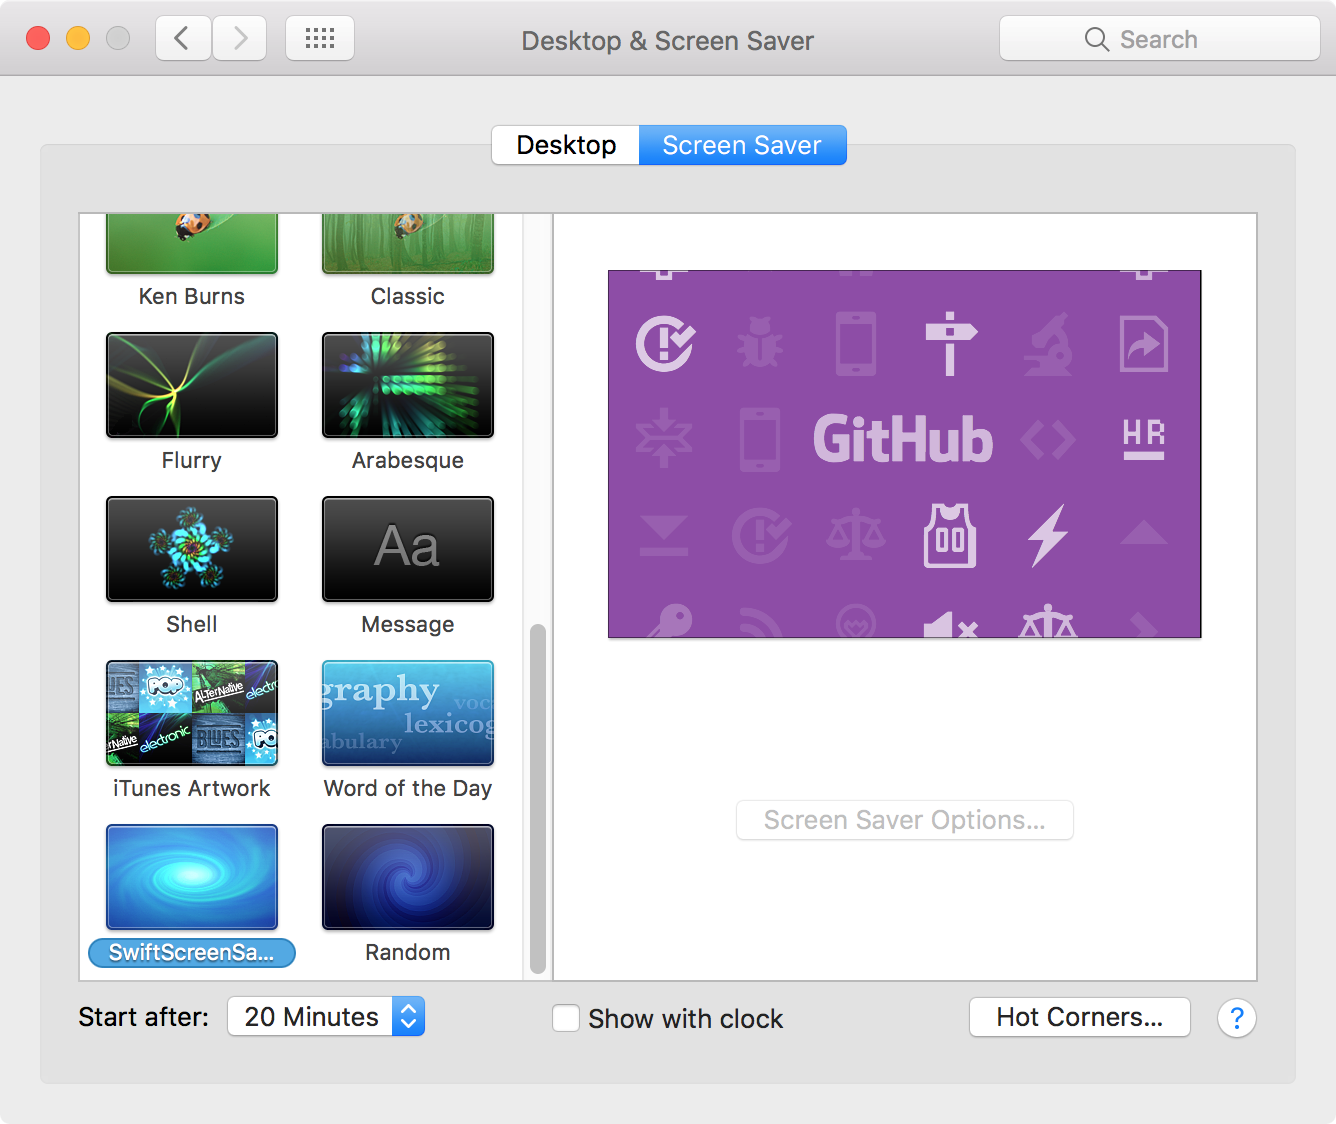 Desktop & Screen Saver
Search
Desktop
Screen Saver
Ken Burns
Classic
Flurry
Arabesque
Aa
Shell
Message
POP
ALTerNative
electronic
BLUES
graphy
lexicog
abulary
iTunes Artwork
Word of the Day
SwiftScreenSa...
Random
GitHub
HR
00
Screen Saver Options...
Start after:
20 Minutes
Show with clock
Hot Corners...
?